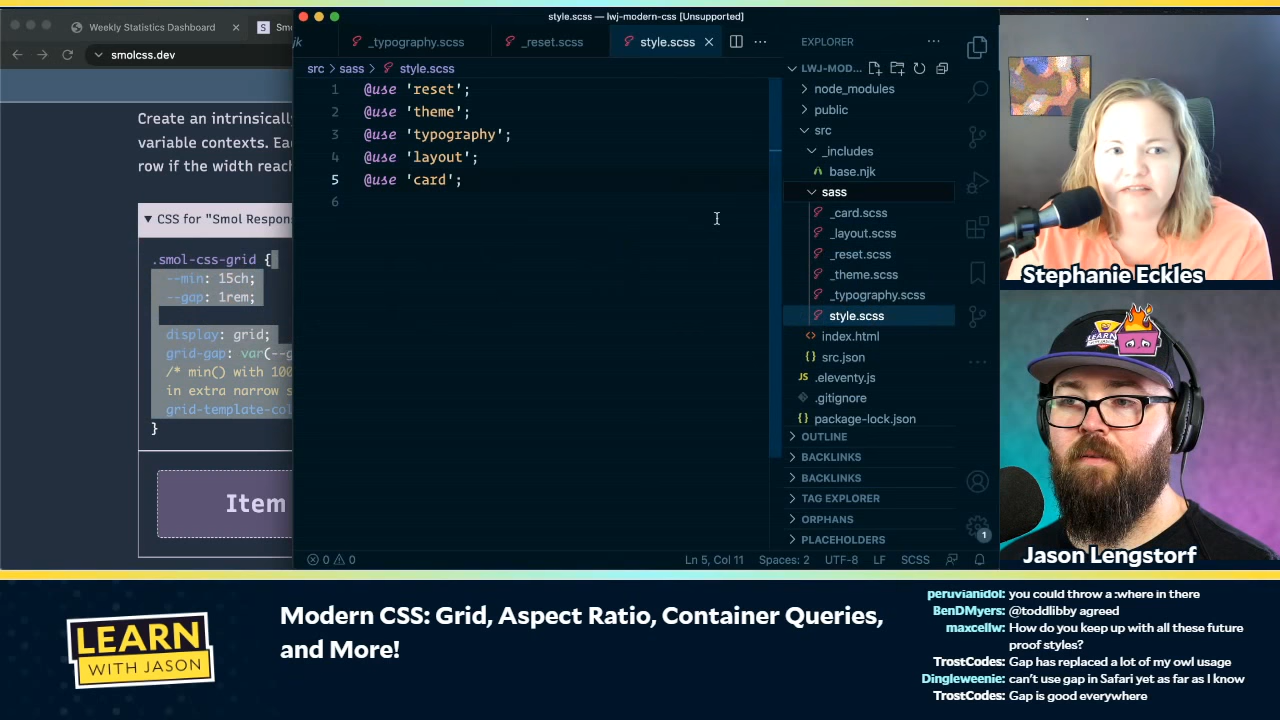 Weekly Statistics Dashboard
smolcss.dev
Create an intrinsically
variable contexts. Ea
row if the width reach
CSS for "Smol Respons
.smol-css-grid {
--min: 15ch;
--gap: 1rem;
display: grid;
grid-gap: var(--g
/* min() with 100
in extra narrow s
grid-template-col
}
Item
style.scss — lwj-modern-css [Unsupported]
jk
_typography.scss
_reset.scss
style.scss
src > sass > style.scss
1 @use 'reset';
2 @use 'theme';
3 @use 'typography';
4 @use 'layout';
5 @use 'card';
6
EXPLORER
LWJ-MOD...
node_modules
public
src
_includes
base.njk
sass
_card.scss
_layout.scss
_reset.scss
_theme.scss
_typography.scss
style.scss
index.html
src.json
.eleventy.js
.gitignore
package-lock.json
OUTLINE
BACKLINKS
BACKLINKS
TAG EXPLORER
ORPHANS
PLACEHOLDERS
1
0 0 Ln 5, Col 11 Spaces: 2 UTF-8 LF SCSS
Stephanie Eckles
Jason Lengstorf
LEARN
WITH JASON
Modern CSS: Grid, Aspect Ratio, Container Queries,
and More!
peruvianidol: you could throw a :where in there
BenDMyers: @toddlibby agreed
maxcellw: How do you keep up with all these future
proof styles?
TrostCodes: Gap has replaced a lot of my owl usage
Dingleweenie: can't use gap in Safari yet as far as I know
TrostCodes: Gap is good everywhere